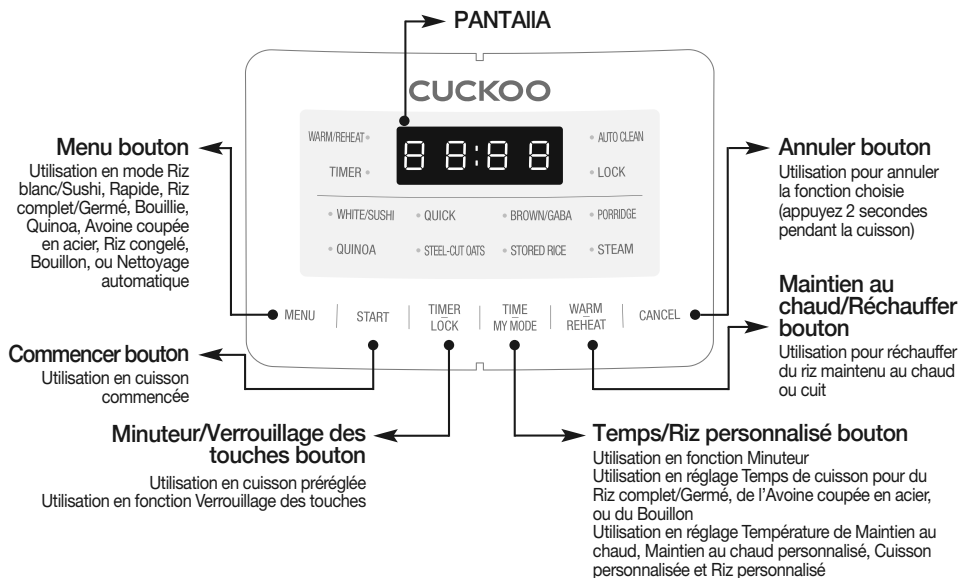 PANTAllA
CUCKOO
WARM/REHEAT
TIMER
88:88
AUTO CLEAN
LOCK
WHITE/SUSHI
QUICK
BROWN/GABA
PORRIDGE
QUINOA
STEEL-CUT OATS
STORED RICE
STEAM
MENU
START
TIMER
LOCK
TIME
MY MODE
WARM
REHEAT
CANCEL
Menu bouton
Utilisation en mode Riz
blanc/Sushi, Rapide, Riz
complet/Germé, Bouillie,
Quinoa, Avoine coupée
en acier, Riz congelé,
Bouillon, ou Nettoyage
automatique
Commencer bouton
Utilisation en cuisson
commencée
Minuteur/Verrouillage des
touches bouton
Utilisation en cuisson préréglée
Utilisation en fonction Verrouillage des touches
Annuler bouton
Utilisation pour annuler
la fonction choisie
(appuyez 2 secondes
pendant la cuisson)
Maintien au
chaud/Réchauffer
bouton
Utilisation pour réchauffer
du riz maintenu au chaud
ou cuit
Temps/Riz personnalisé bouton
Utilisation en fonction Minuteur
Utilisation en réglage Temps de cuisson pour du
Riz complet/Germé, de l'Avoine coupée en acier,
ou du Bouillon
Utilisation en réglage Température de Maintien au
chaud, Maintien au chaud personnalisé, Cuisson
personnalisée et Riz personnalisé